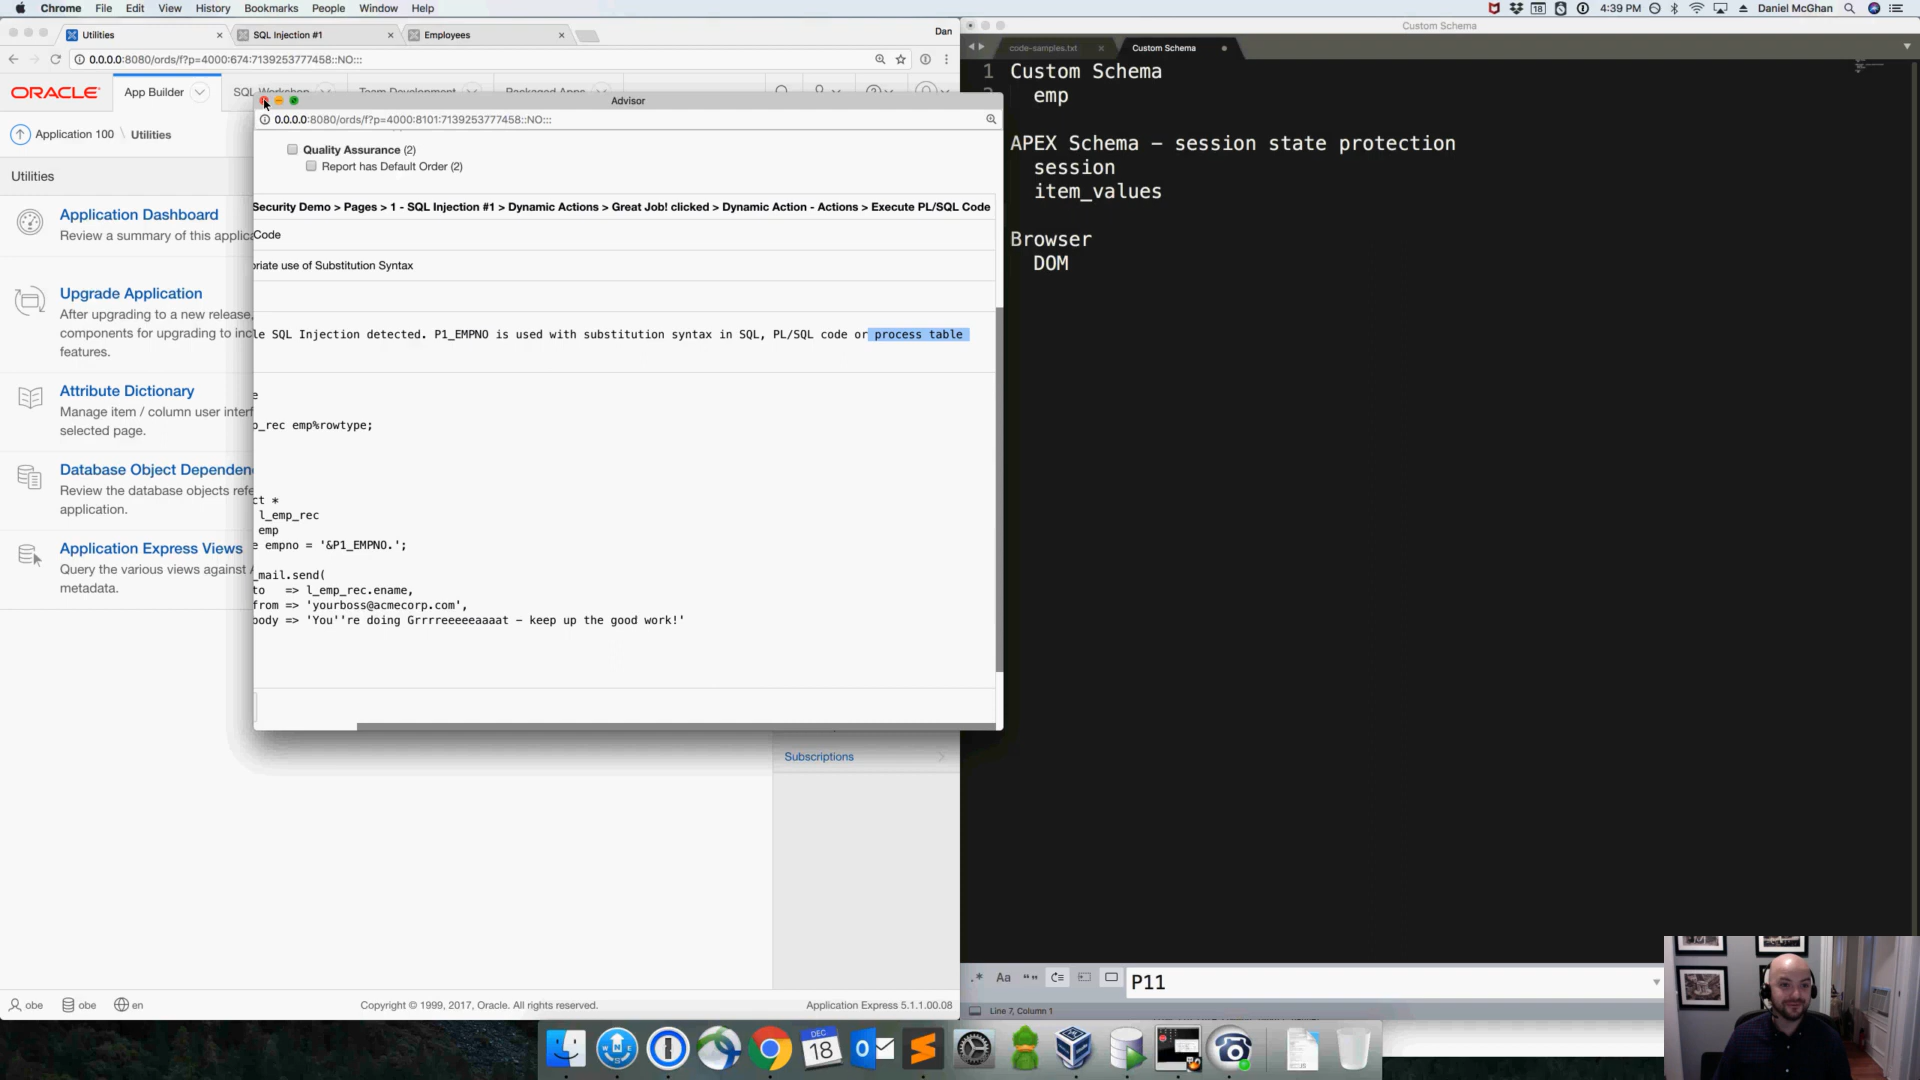 Chrome File Edit View History Bookmarks People Window Help
18 4:39 PM Daniel McGhan
Utilities SQL Injection #1 Employees Dan
0.0.0.0:8080/ords/f?p=4000:674:7139253777458::NO:::
ORACLE App Builder
Application 100 \ Utilities
Utilities
Application Dashboard
Review a summary of this applic
Upgrade Application
After upgrading to a new release,
components for upgrading to inc
features.
Attribute Dictionary
Manage item / column user interf
selected page.
Database Object Dependen
Review the database objects refe
application.
Application Express Views
Query the various views against A
metadata.
Advisor
0.0.0.0:8080/ords/f?p=4000:8101:7139253777458::NO:::
Quality Assurance (2)
Report has Default Order (2)
Security Demo > Pages > 1 - SQL Injection #1 > Dynamic Actions > Great Job! clicked > Dynamic Action - Actions > Execute PL/SQL Code
Code
priate use of Substitution Syntax
le SQL Injection detected. P1_EMPNO is used with substitution syntax in SQL, PL/SQL code or process table
e
p_rec emp%rowtype;
ct *
l_emp_rec
emp
e empno = '&P1_EMPNO.';
_mail.send(
to => l_emp_rec.ename,
from => 'yourboss@acmecorp.com',
body => 'You''re doing Grrrreeeeeaaaat – keep up the good work!'
Subscriptions
obe obe en
Copyright © 1999, 2017, Oracle. All rights reserved.
Application Express 5.1.1.00.08
Custom Schema
code-samples.txt Custom Schema
1 Custom Schema
emp
APEX Schema – session state protection
session
item_values
Browser
DOM
.* Aa “”
P11
Line 7, Column 1
DEC
18